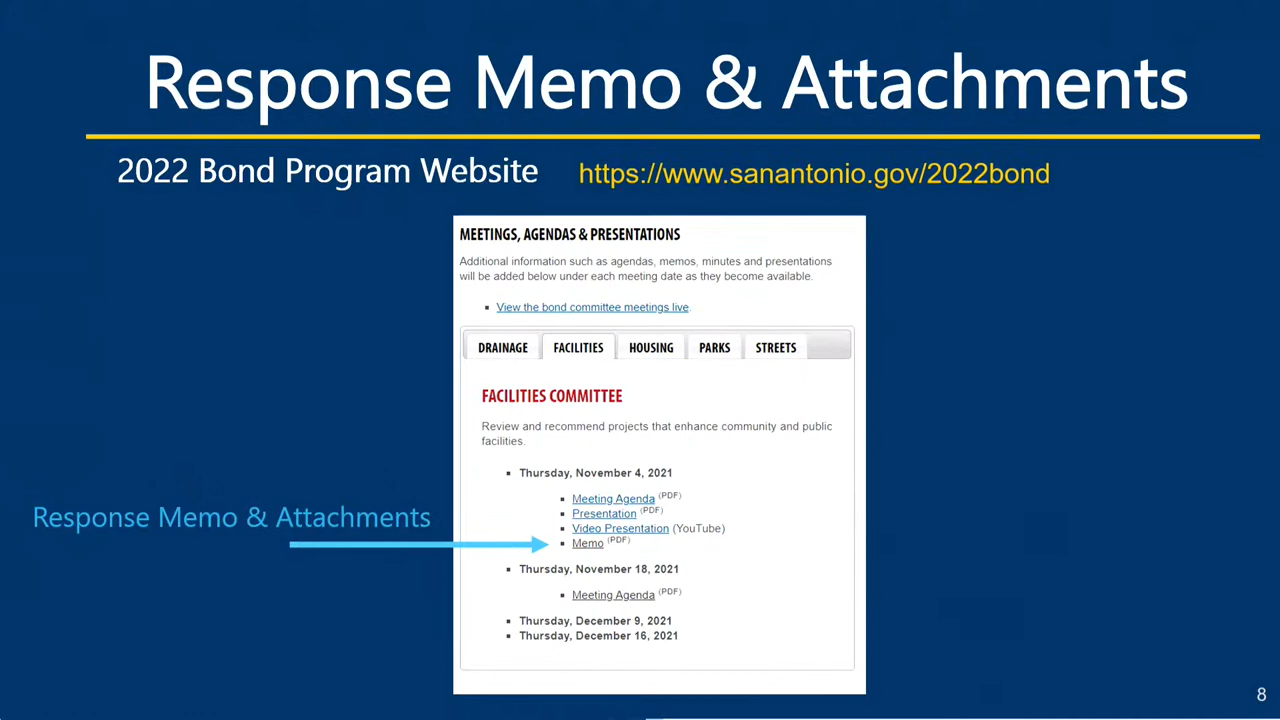 Response Memo & Attachments
2022 Bond Program Website https://www.sanantonio.gov/2022bond
MEETINGS, AGENDAS & PRESENTATIONS
Additional information such as agendas, memos, minutes and presentations
will be added below under each meeting date as they become available.
View the bond committee meetings live.
DRAINAGE FACILITIES HOUSING PARKS STREETS
FACILITIES COMMITTEE
Review and recommend projects that enhance community and public
facilities.
Thursday, November 4, 2021
Meeting Agenda (PDF)
Presentation (PDF)
Video Presentation (YouTube)
Memo (PDF)
Response Memo & Attachments
Thursday, November 18, 2021
Meeting Agenda (PDF)
Thursday, December 9, 2021
Thursday, December 16, 2021
8